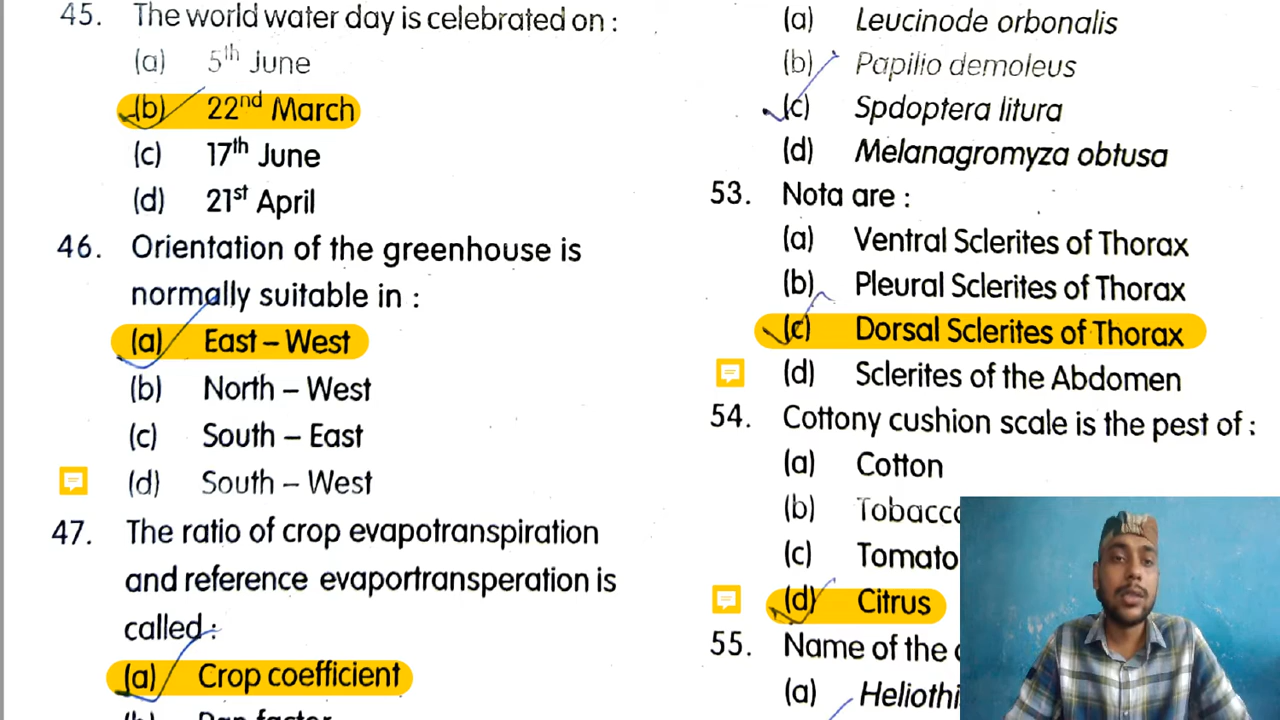 45. The world water day is celebrated on :
(a) 5th June
(b) 22nd March
(c) 17th June
(d) 21st April
46. Orientation of the greenhouse is
normally suitable in :
(a) East – West
(b) North – West
(c) South – East
(d) South – West
47. The ratio of crop evapotranspiration
and reference evaportransperation is
called :
(a) Crop coefficient
(a) Leucinode orbonalis
(b) Papilio demoleus
(c) Spdoptera litura
(d) Melanagromyza obtusa
53. Nota are :
(a) Ventral Sclerites of Thorax
(b) Pleural Sclerites of Thorax
(c) Dorsal Sclerites of Thorax
(d) Sclerites of the Abdomen
54. Cottony cushion scale is the pest of :
(a) Cotton
(b)
(c) Tomato
(d) Citrus
55. Name of the
(a)